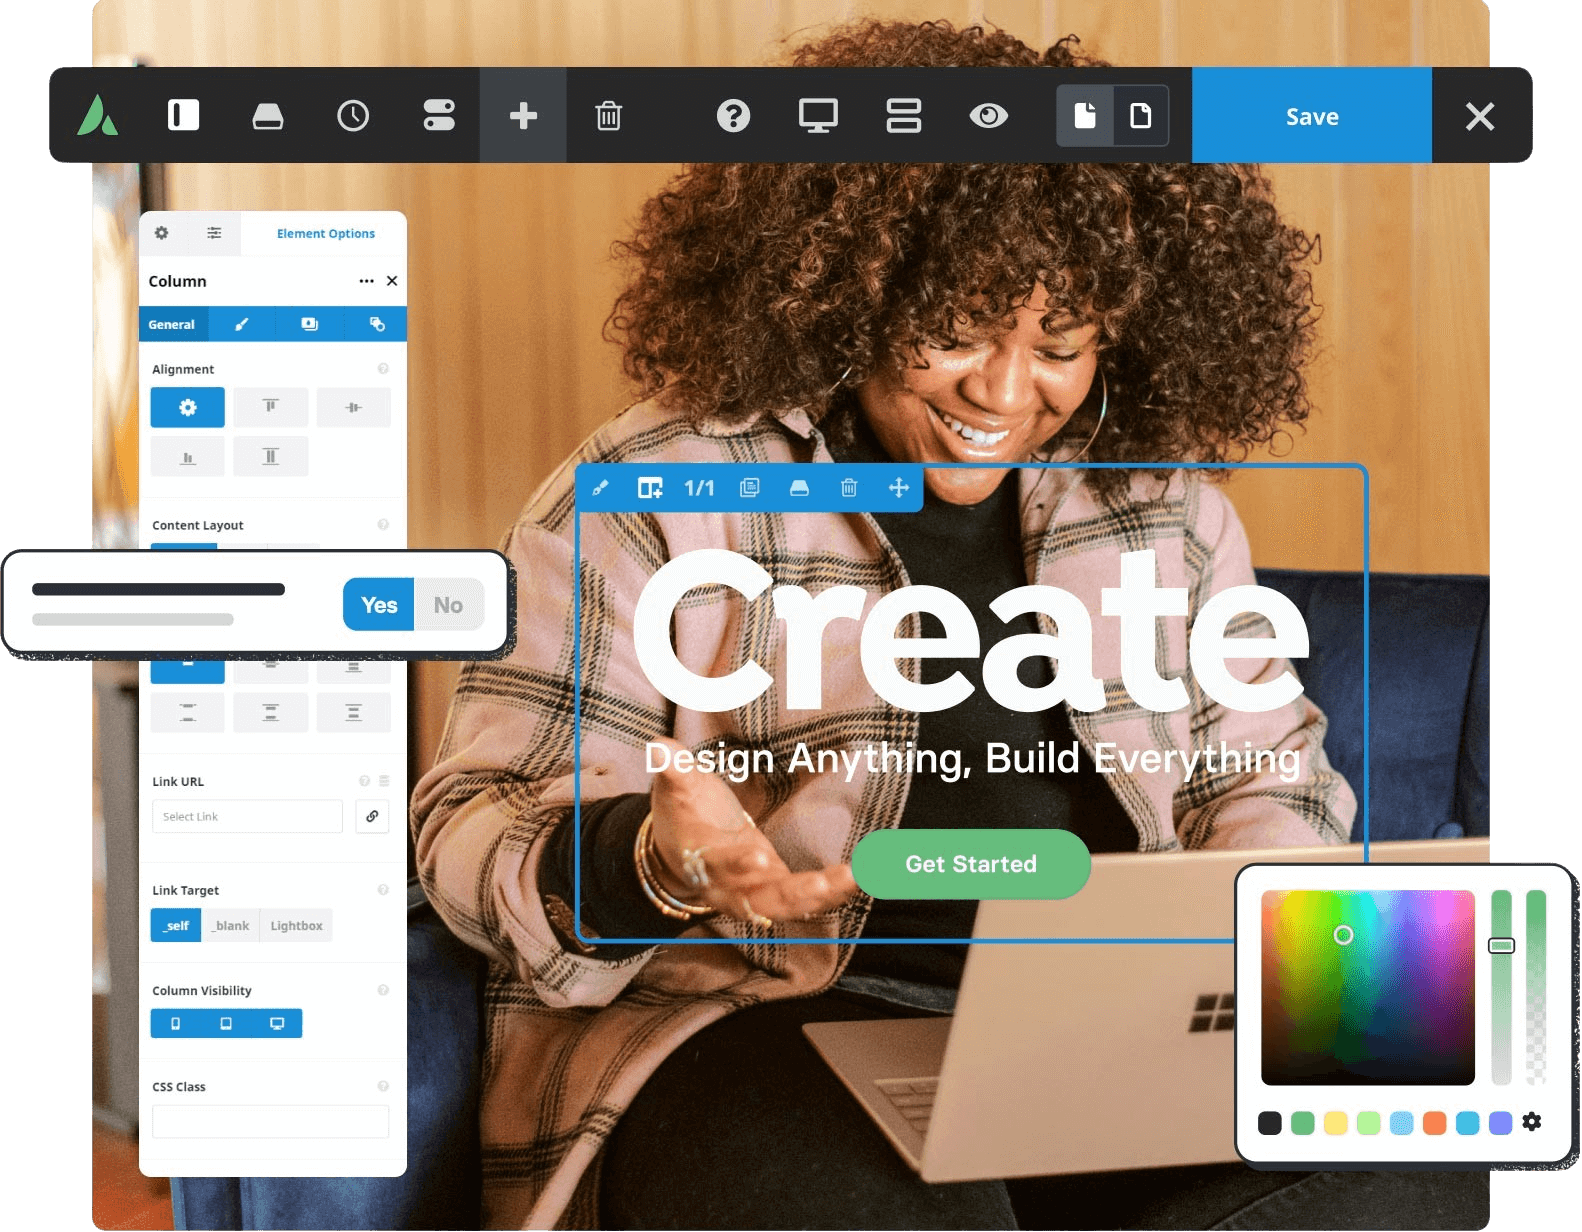 Save
Element Options
Column
General
Alignment
Content Layout
Yes No
1/1
Create
Design Anything, Build Everything
Get Started
Link URL
Select Link
Link Target
_self _blank Lightbox
Column Visibility
CSS Class